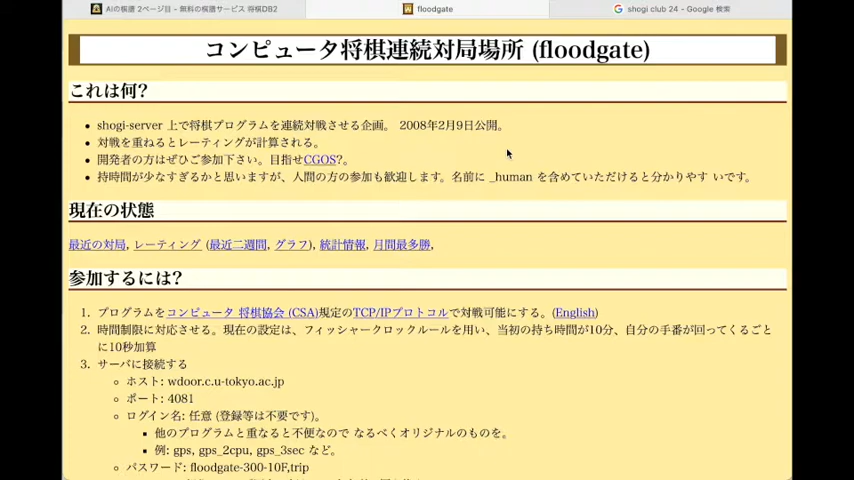 AIの棋譜 2ページ目 – 無料の棋譜サービス 将棋DB2
floodgate
shogi club 24 - Google 検索
コンピュータ将棋連続対局場所 (floodgate)
これは何?
shogi-server 上で将棋プログラムを連続対戦させる企画。 2008年2月9日公開。
対戦を重ねるとレーティングが計算される。
開発者の方はぜひご参加下さい。目指せCGOS?。
持時間が少なすぎるかと思いますが、人間の方の参加も歓迎します。名前に _human を含めていただけると分かりやす いです。
現在の状態
最近の対局, レーティング (最近二週間, グラフ), 統計情報, 月間最多勝,
参加するには?
1. プログラムをコンピュータ 将棋協会 (CSA)規定のTCP/IPプロトコルで対戦可能にする。(English)
2. 時間制限に対応させる。現在の設定は、フィッシャークロックルールを用い、当初の持ち時間が10分、自分の手番が回ってくるごと
に10秒加算
3. サーバに接続する
ホスト: wdoor.c.u-tokyo.ac.jp
ポート: 4081
ログイン名: 任意 (登録等は不要です)。
他のプログラムと重なると不便なので なるべくオリジナルのものを。
例: gps, gps_2cpu, gps_3sec など。
パスワード: floodgate-300-10F,trip